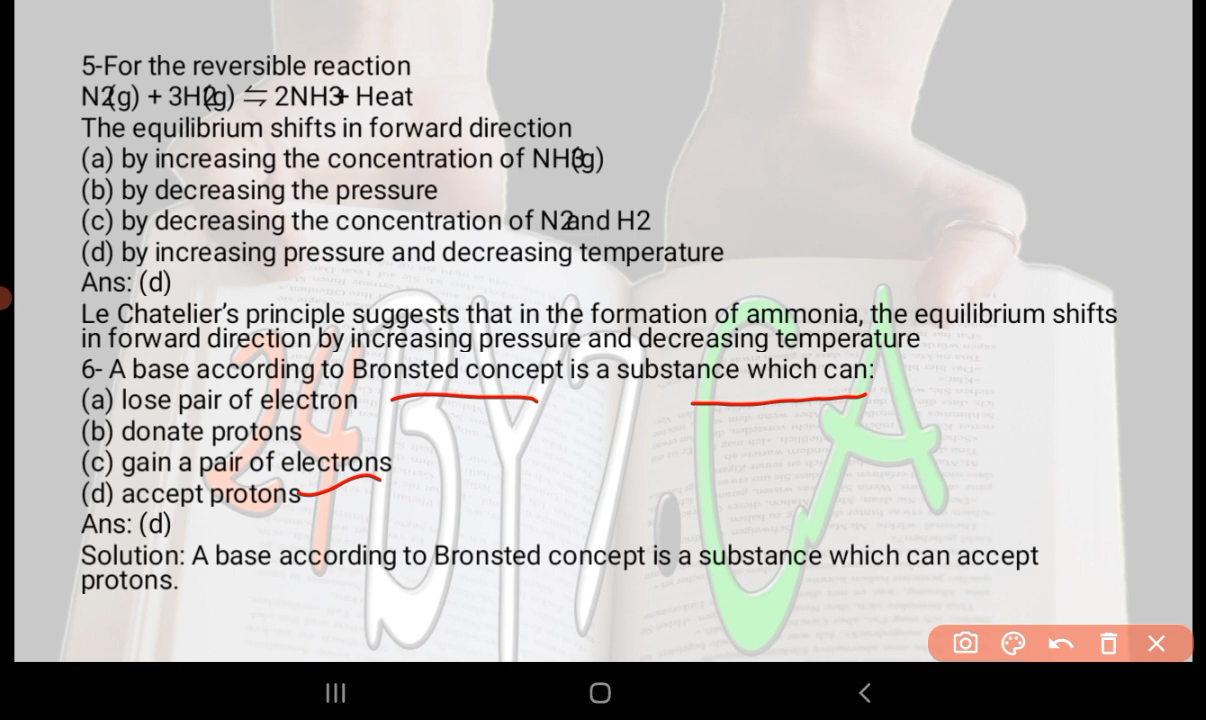 5-For the reversible reaction
N2(g) + 3H2(g) ⇋ 2NH3+ Heat
The equilibrium shifts in forward direction
(a) by increasing the concentration of NH3(g)
(b) by decreasing the pressure
(c) by decreasing the concentration of N2and H2
(d) by increasing pressure and decreasing temperature
Ans: (d)
Le Chatelier’s principle suggests that in the formation of ammonia, the equilibrium shifts
in forward direction by increasing pressure and decreasing temperature
6- A base according to Bronsted concept is a substance which can:
(a) lose pair of electron
(b) donate protons
(c) gain a pair of electrons
(d) accept protons
Ans: (d)
Solution: A base according to Bronsted concept is a substance which can accept
protons.
24BY7.CA